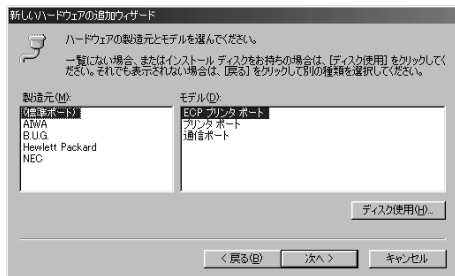 新しいハードウェアの追加ウィザード
ハードウェアの製造元とモデルを選んでください。
一覧にない場合、またはインストール ディスクをお持ちの場合は、[ディスク使用] をクリックしてください。それでも表示されない場合は、[戻る] をクリックして別の種類を選択してください。
製造元(M):
(標準ポート)
AIWA
B.U.G.
Hewlett Packard
NEC
モデル(D):
ECP プリンタ ポート
プリンタ ポート
通信ポート
ディスク使用(H)...
< 戻る(B)
次へ >
キャンセル